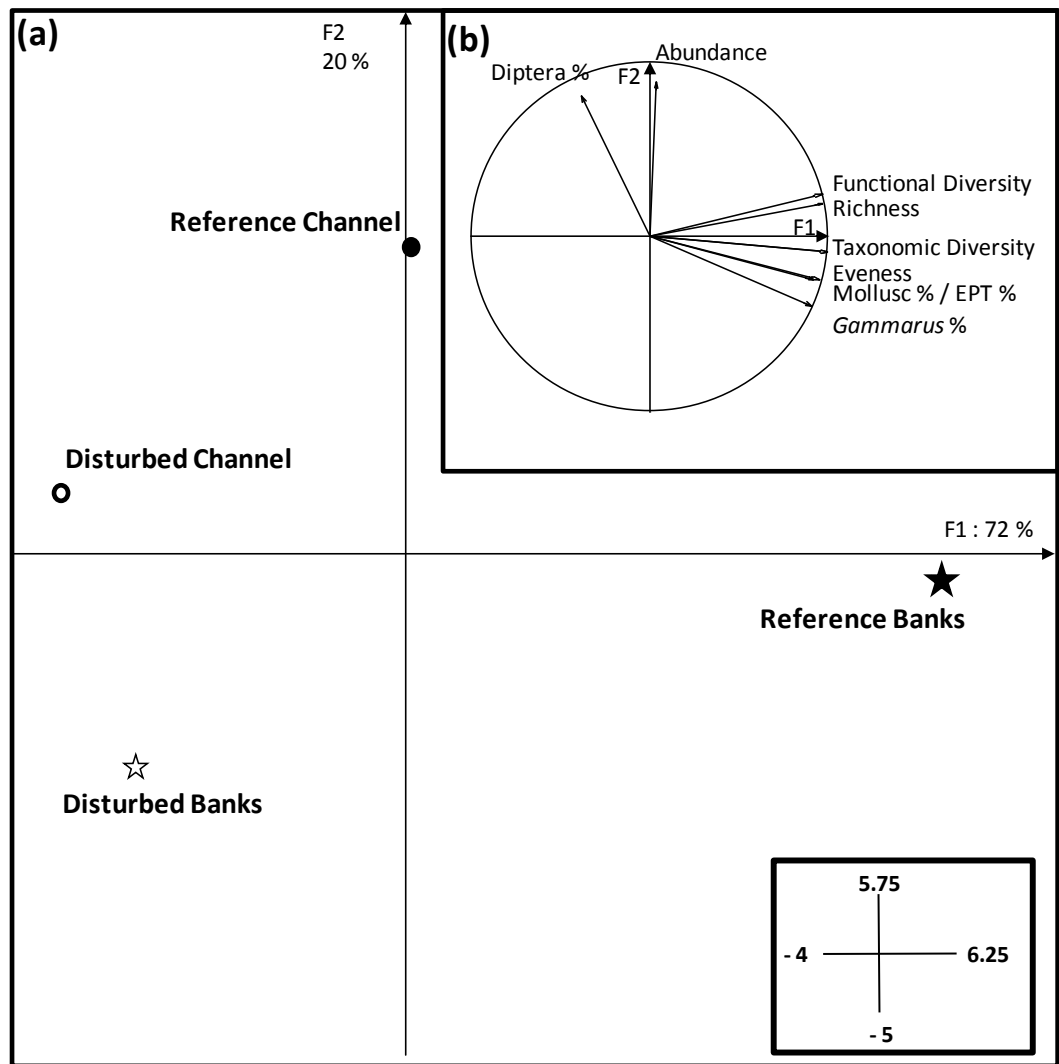 (a)
F2
20 %
(b)
Abundance
Diptera %
F2
Functional Diversity
Richness
F1
Taxonomic Diversity
Eveness
Mollusc % / EPT %
Gammarus %
Reference Channel
Disturbed Channel
F1 : 72 %
Reference Banks
Disturbed Banks
5.75
- 4
6.25
- 5